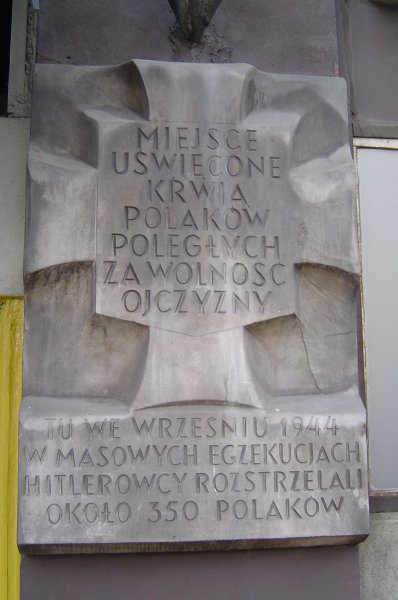 MIEJSCE
UŚWIĘCONE
KRWIĄ
POLAKÓW
POLEGŁYCH
ZA WOLNOŚĆ
OJCZYZNY
TU WE WRZEŚNIU 1944
W MASOWYCH EGZEKUCJACH
HITLEROWCY ROZSTRZELALI
OKOŁO 350 POLAKÓW